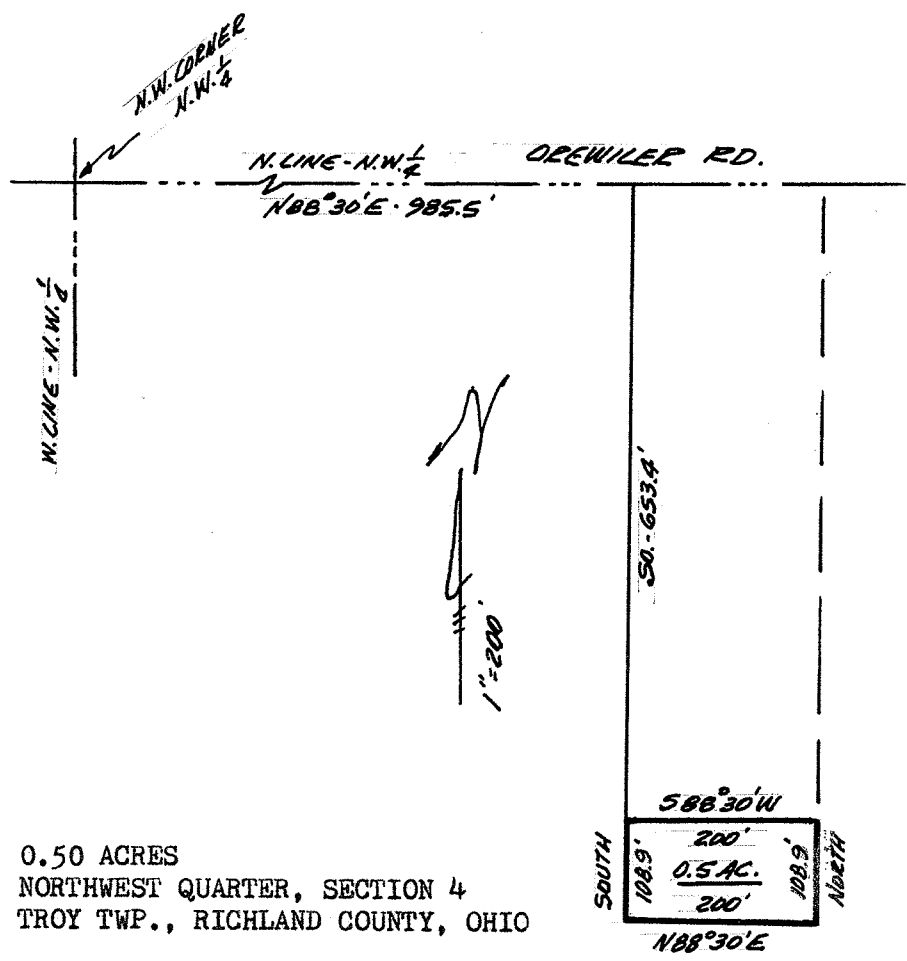 N.W. CORNER
N.W. 1/4
N. LINE - N.W. 1/4
OREWILER RD.
N88°30'E - 985.5'
W. LINE - N.W. 1/4
SO. - 653.4'
1" = 200'
S88°30'W
200'
SOUTH
108.9'
0.5 AC.
108.9'
NORTH
200'
N88°30'E
0.50 ACRES
NORTHWEST QUARTER, SECTION 4
TROY TWP., RICHLAND COUNTY, OHIO